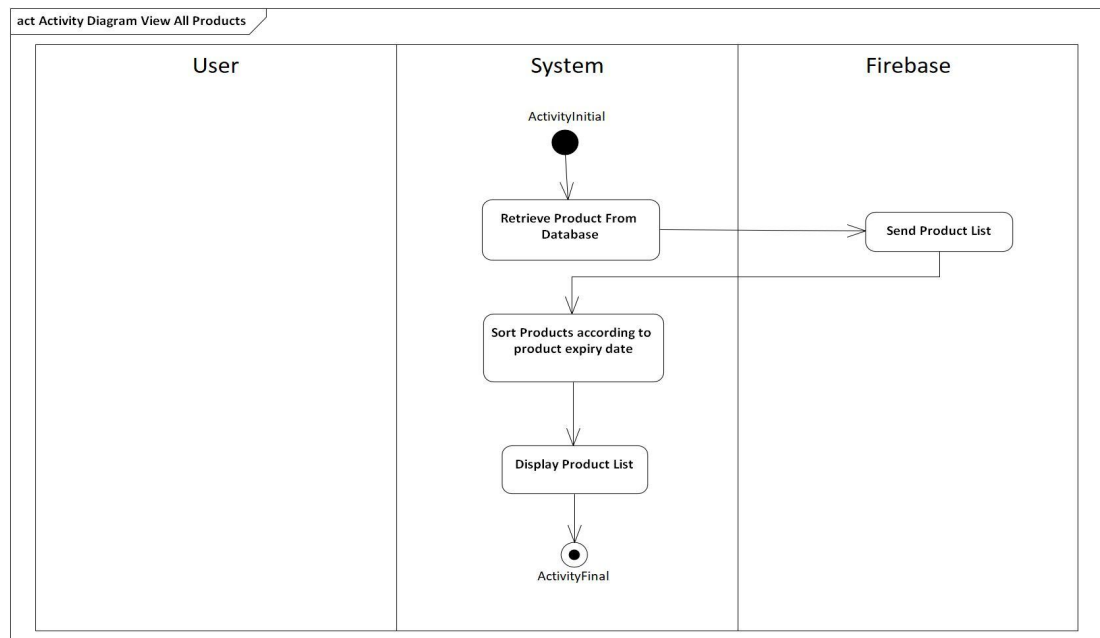 act Activity Diagram View All Products
User
System
Firebase
ActivityInitial
Retrieve Product From
Database
Send Product List
Sort Products according to
product expiry date
Display Product List
ActivityFinal